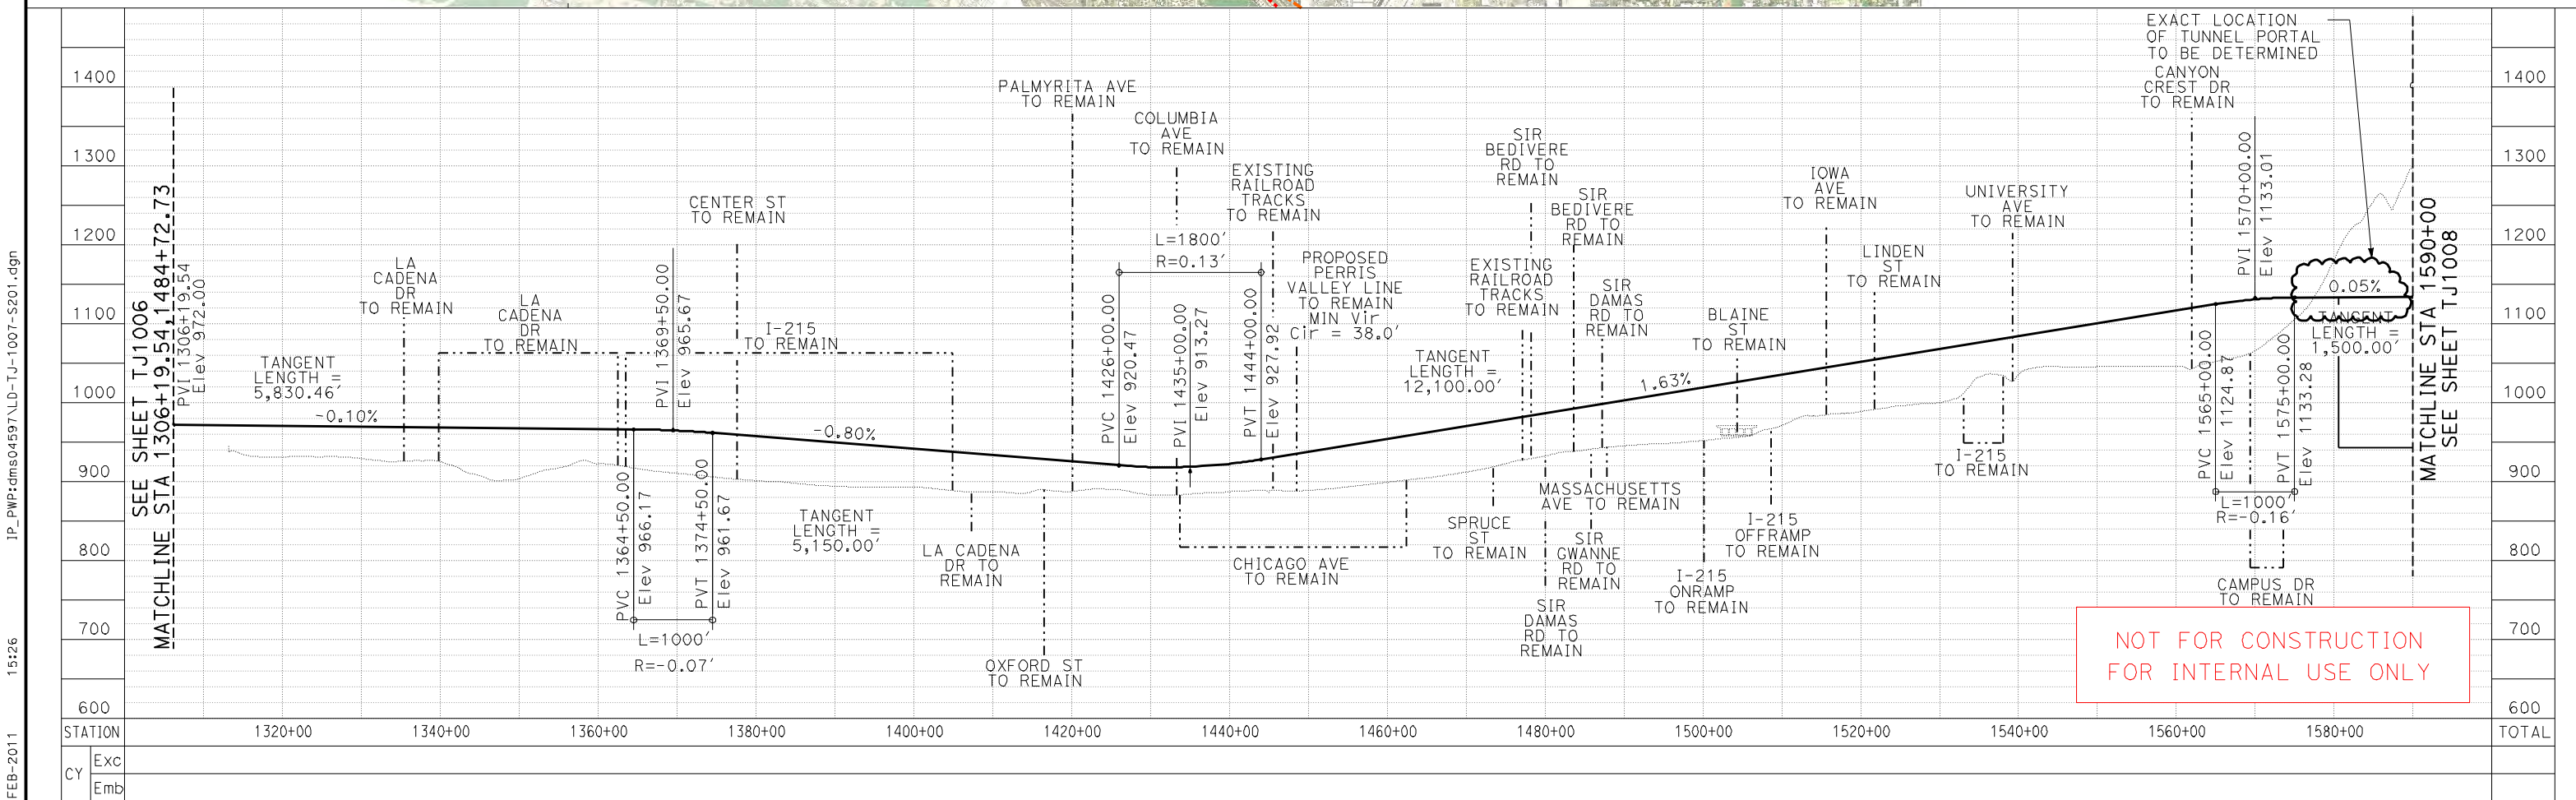 EXACT LOCATION
OF TUNNEL PORTAL
TO BE DETERMINED
CANYON
CREST DR
TO REMAIN
1400
1300
1200
1100
1000
900
800
700
600
SEE SHEET TJ1006
MATCHLINE STA 1306+19.54,1484+72.73
PVI 1306+19.54
Elev 972.00
TANGENT
LENGTH =
5,830.46'
-0.10%
LA
CADENA
DR
TO REMAIN
LA
CADENA
DR
TO REMAIN
PVI 1369+50.00
Elev 965.67
CENTER ST
TO REMAIN
I-215
TO REMAIN
PVC 1364+50.00
Elev 966.17
PVT 1374+50.00
Elev 961.67
L=1000'
R=-0.07'
-0.80%
TANGENT
LENGTH =
5,150.00'
LA CADENA
DR TO
REMAIN
OXFORD ST
TO REMAIN
PALMYRITA AVE
TO REMAIN
COLUMBIA
AVE
TO REMAIN
EXISTING
RAILROAD
TRACKS
TO REMAIN
L=1800'
R=0.13'
PVC 1426+00.00
Elev 920.47
PVI 1435+00.00
Elev 913.27
PVT 1444+00.00
Elev 927.92
PROPOSED
PERRIS
VALLEY LINE
TO REMAIN
MIN Vir
Clr = 38.0'
CHICAGO AVE
TO REMAIN
TANGENT
LENGTH =
12,100.00'
EXISTING
RAILROAD
TRACKS
TO REMAIN
SIR
BEDIVERE
RD TO
REMAIN
SIR
BEDIVERE
RD TO
REMAIN
SIR
DAMAS
RD TO
REMAIN
SPRUCE
ST
TO REMAIN
MASSACHUSETTS
AVE TO REMAIN
SIR
GWANNE
RD TO
REMAIN
SIR
DAMAS
RD TO
REMAIN
1.63%
BLAINE
ST
TO REMAIN
I-215
OFFRAMP
TO REMAIN
I-215
ONRAMP
TO REMAIN
IOWA
AVE
TO REMAIN
LINDEN
ST
TO REMAIN
UNIVERSITY
AVE
TO REMAIN
I-215
TO REMAIN
PVI 1570+00.00
Elev 1133.01
0.05%
TANGENT
LENGTH =
1,500.00'
PVC 1565+00.00
Elev 1124.87
PVT 1575+00.00
Elev 1133.28
L=1000'
R=-0.16'
CAMPUS DR
TO REMAIN
MATCHLINE STA 1590+00
SEE SHEET TJ1008
1400
1300
1200
1100
1000
900
800
700
600
NOT FOR CONSTRUCTION
FOR INTERNAL USE ONLY
STATION 1320+00 1340+00 1360+00 1380+00 1400+00 1420+00 1440+00 1460+00 1480+00 1500+00 1520+00 1540+00 1560+00 1580+00 TOTAL
CY
Exc
Emb
FEB-2011 15:26 IP_PWP:dms04597\LD-TJ-1007-S201.dgn